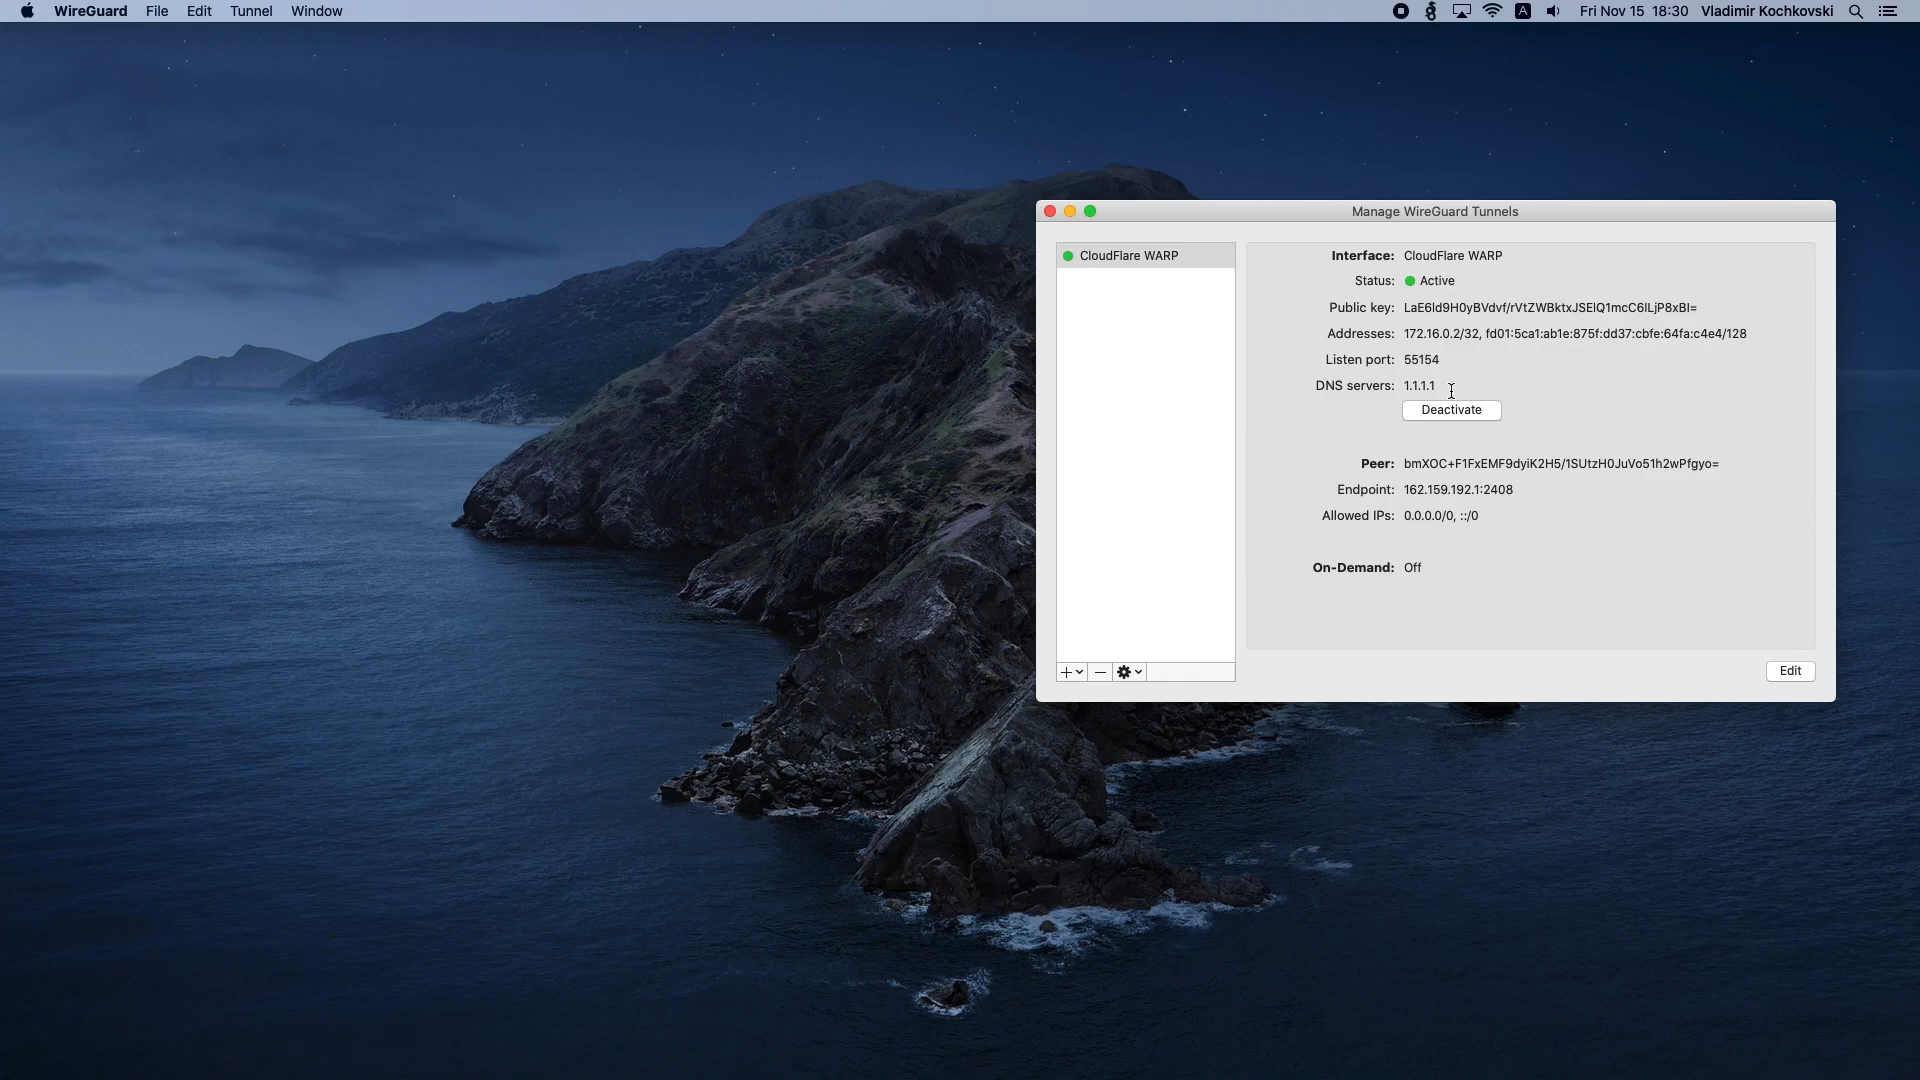 WireGuard File Edit Tunnel Window A Fri Nov 15 18:30 Vladimir Kochkovski
Manage WireGuard Tunnels
CloudFlare WARP
Interface: CloudFlare WARP
Status: Active
Public key: LaE6ld9H0yBVdvf/rVtZWBktxJSElQ1mcC6lLjP8xBI=
Addresses: 172.16.0.2/32, fd01:5ca1:ab1e:875f:dd37:cbfe:64fa:c4e4/128
Listen port: 55154
DNS servers: 1.1.1.1
Deactivate
Peer: bmXOC+F1FxEMF9dyiK2H5/1SUtzH0JuVo51h2wPfgyo=
Endpoint: 162.159.192.1:2408
Allowed IPs: 0.0.0.0/0, ::/0
On-Demand: Off
Edit